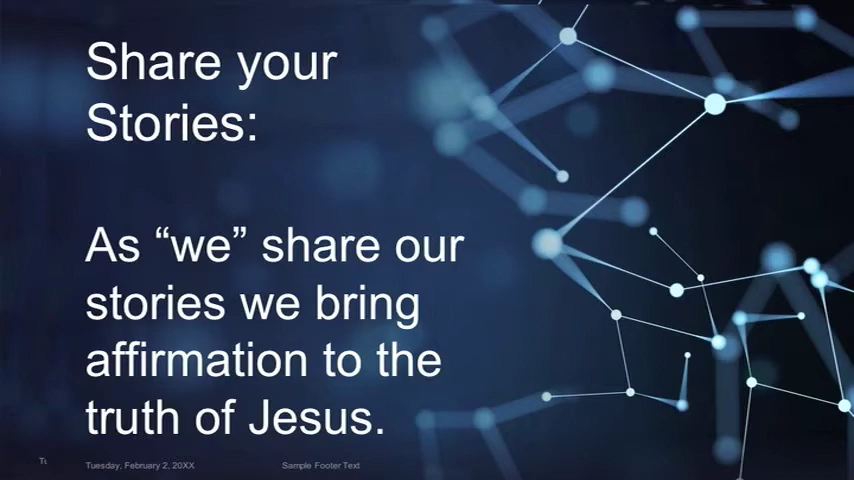 Share your
Stories:
As “we” share our
stories we bring
affirmation to the
truth of Jesus.
Tuesday, February 2, 20XX
Sample Footer Text